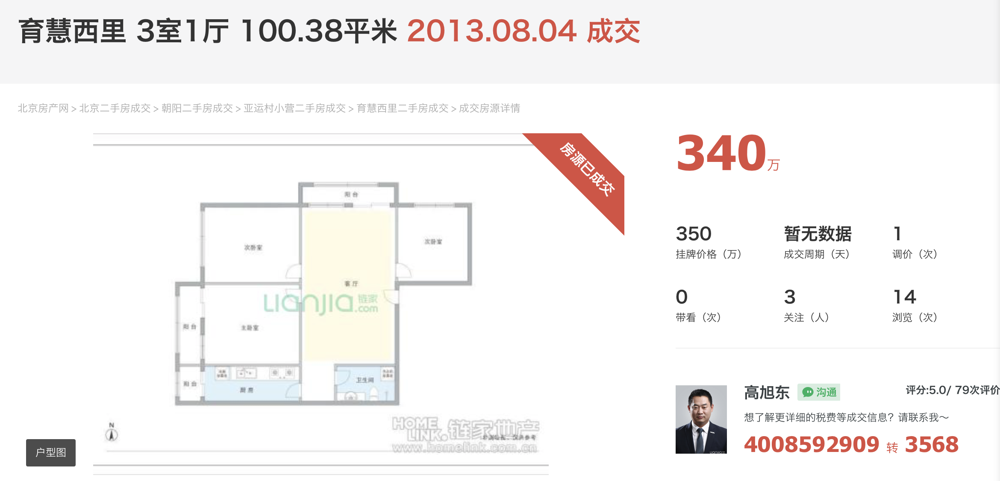 育慧西里 3室1厅 100.38平米 2013.08.04 成交
北京房产网 > 北京二手房成交 > 朝阳二手房成交 > 亚运村小营二手房成交 > 育慧西里二手房成交 > 成交房源详情
房源已成交
阳台
次卧室
次卧室
客厅
LIANJIA 链家
.com
阳台
主卧室
阳台
厨房
卫生间
N
HOME
LINK 链家地产
www.homelink.com.cn
户型图
340万
350
挂牌价格（万）
暂无数据
成交周期（天）
1
调价（次）
0
带看（次）
3
关注（人）
14
浏览（次）
高旭东
沟通
评分:5.0/ 79次评价
想了解更详细的税费等成交信息？请联系我～
4008592909 转 3568